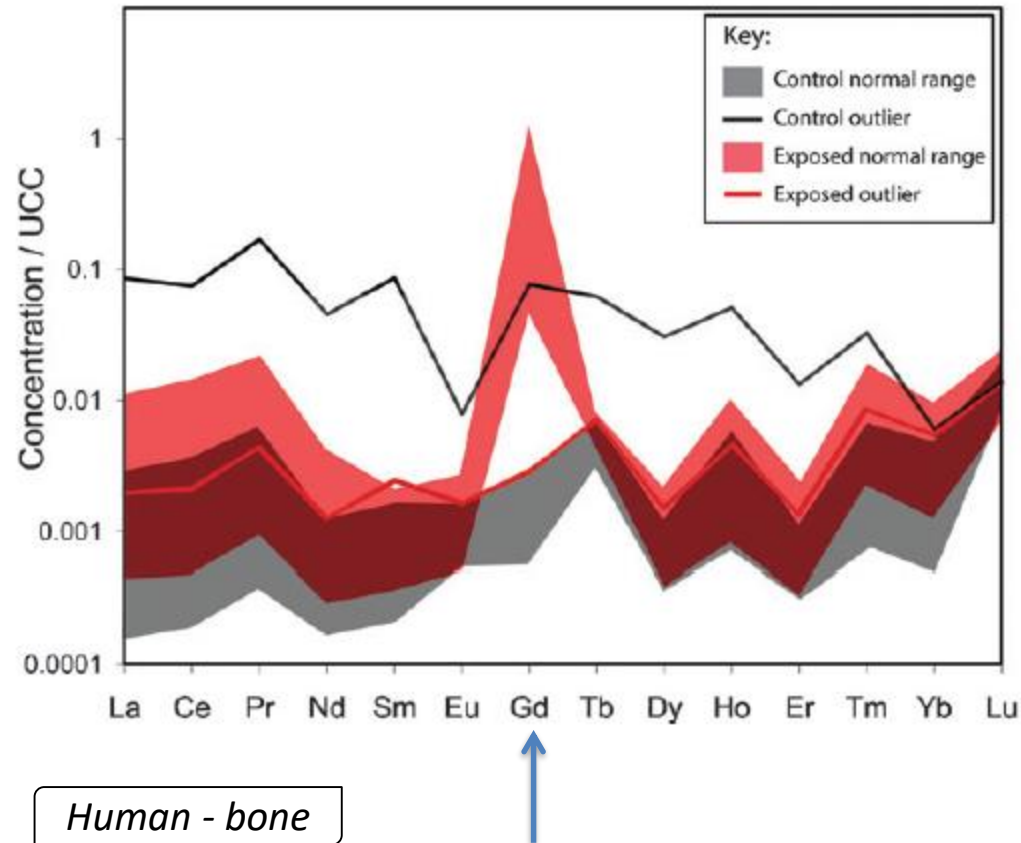 Key:
Control normal range
Control outlier
Exposed normal range
Exposed outlier
Concentration / UCC
1
0.1
0.01
0.001
0.0001
La Ce Pr Nd Sm Eu Gd Tb Dy Ho Er Tm Yb Lu
Human - bone